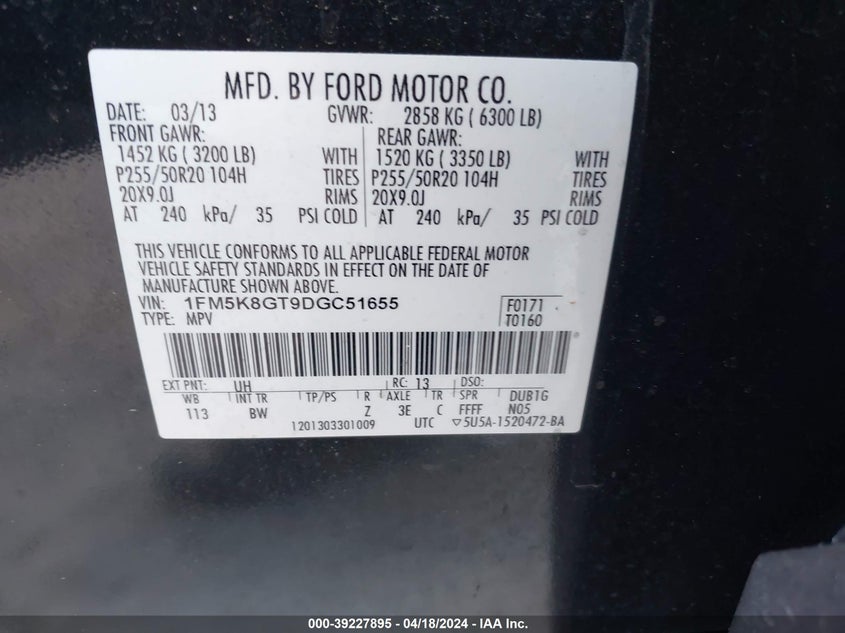 MFD. BY FORD MOTOR CO.
DATE: 03/13 GVWR: 2858 KG ( 6300 LB)
FRONT GAWR: REAR GAWR:
1452 KG ( 3200 LB) WITH 1520 KG ( 3350 LB) WITH
P255/50R20 104H TIRES P255/50R20 104H TIRES
20X9.0J RIMS 20X9.0J RIMS
AT 240 kPa/ 35 PSI COLD AT 240 kPa/ 35 PSI COLD
THIS VEHICLE CONFORMS TO ALL APPLICABLE FEDERAL MOTOR
VEHICLE SAFETY STANDARDS IN EFFECT ON THE DATE OF
MANUFACTURE SHOWN ABOVE.
VIN: 1FM5K8GT9DGC51655 F0171
TYPE: MPV T0160
EXT PNT: UH RC: 13 DSO:
WB INT TR TP/PS R AXLE TR SPR DUB1G
113 BW Z 3E C FFFF N05
1201303301009 UTC ▽5U5A-1520472-BA
000-39227895 - 04/18/2024 - IAA Inc.